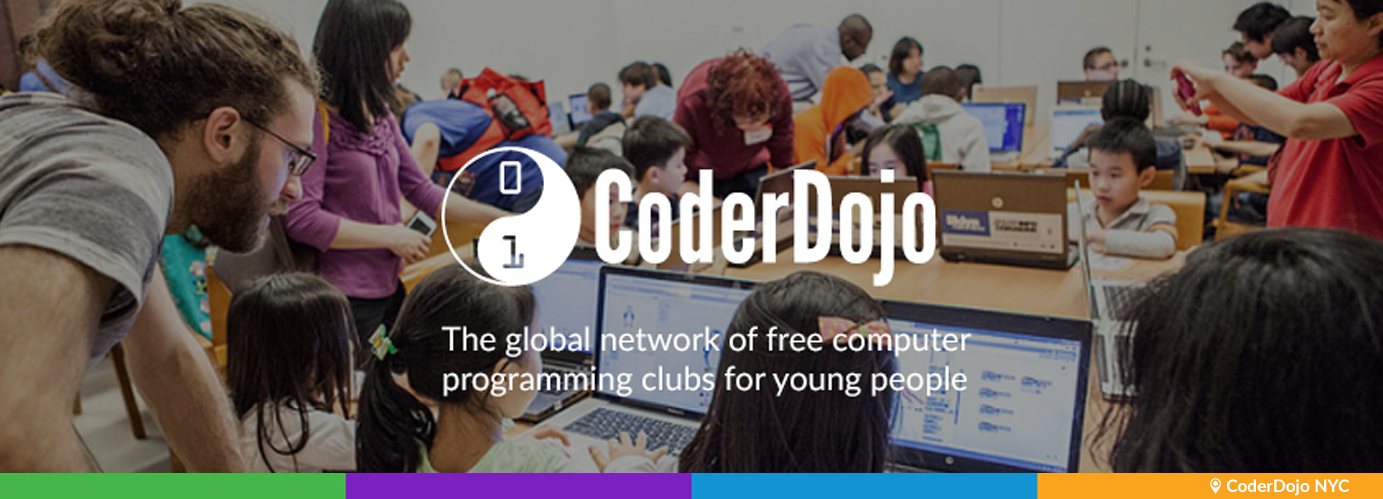 0
1
CoderDojo
The global network of free computer
programming clubs for young people
CoderDojo NYC